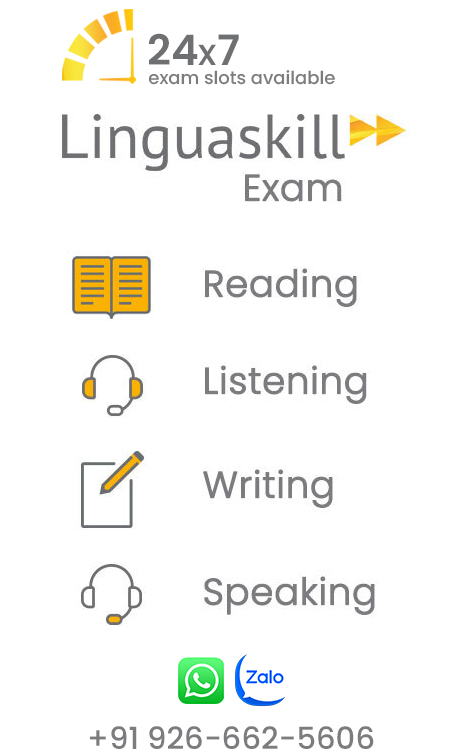 24x7
exam slots available
Linguaskill
Exam
Reading
Listening
Writing
Speaking
Zalo
+91 926-662-5606